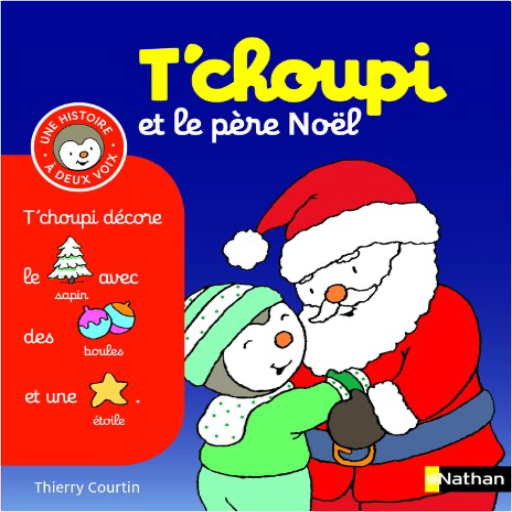 T'choupi
et le père Noël
UNE HISTOIRE
À DEUX VOIX
T'choupi décore
le avec
sapin
des
boules
et une .
étoile
Thierry Courtin
Nathan